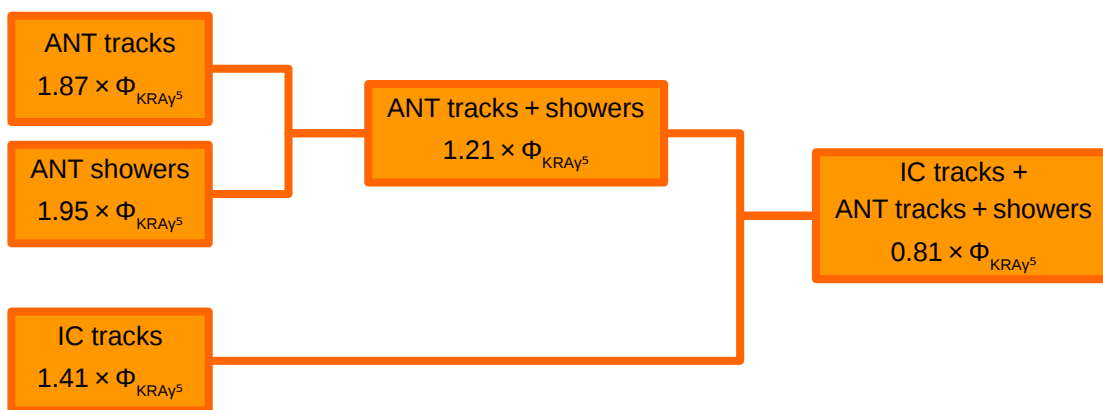 ANT tracks
1.87 × Φ_KRAγ⁵
ANT showers
1.95 × Φ_KRAγ⁵
ANT tracks + showers
1.21 × Φ_KRAγ⁵
IC tracks +
ANT tracks + showers
0.81 × Φ_KRAγ⁵
IC tracks
1.41 × Φ_KRAγ⁵